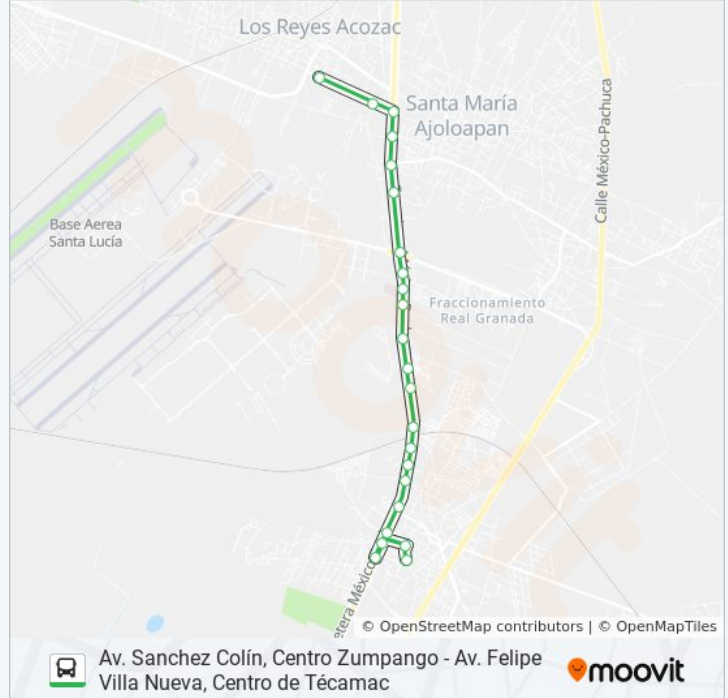 Los Reyes Acozac
Santa María
Ajoloapan
Calle México-Pachuca
Base Aerea
Santa Lucía
Fraccionamiento
Real Granada
etera México
© OpenStreetMap contributors | © OpenMapTiles
Av. Sanchez Colín, Centro Zumpango - Av. Felipe
Villa Nueva, Centro de Técamac
moovit